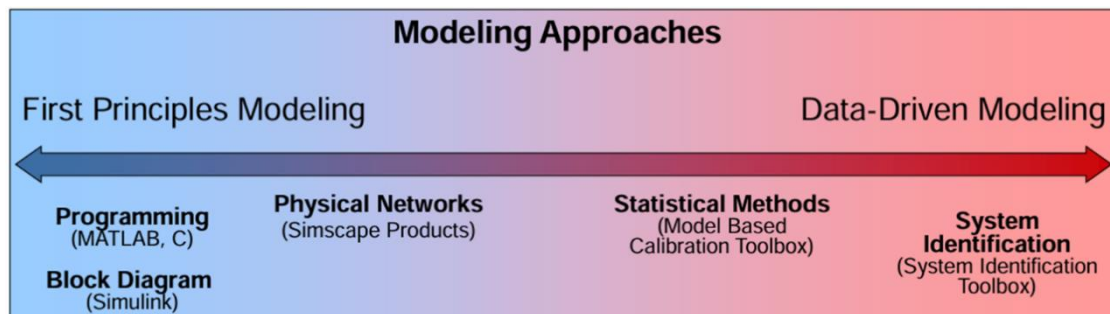 Modeling Approaches
First Principles Modeling
Data-Driven Modeling
Programming
(MATLAB, C)
Block Diagram
(Simulink)
Physical Networks
(Simscape Products)
Statistical Methods
(Model Based
Calibration Toolbox)
System
Identification
(System Identification
Toolbox)